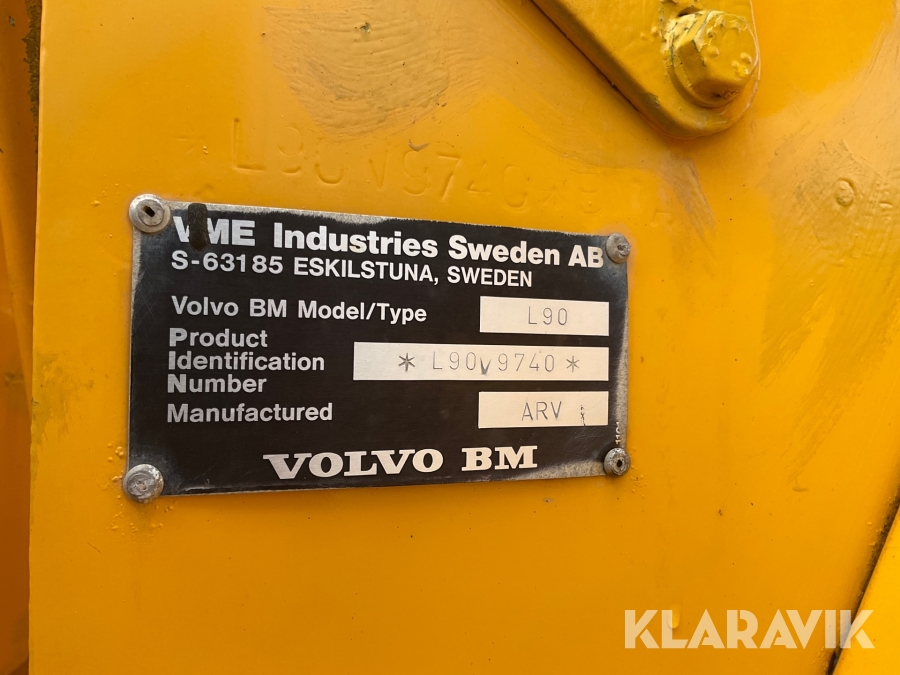 VME Industries Sweden AB
S-63185 ESKILSTUNA, SWEDEN
Volvo BM Model/Type L90
Product
Identification * L90V9740 *
Number
Manufactured ARV
VOLVO BM
KLARAVIK